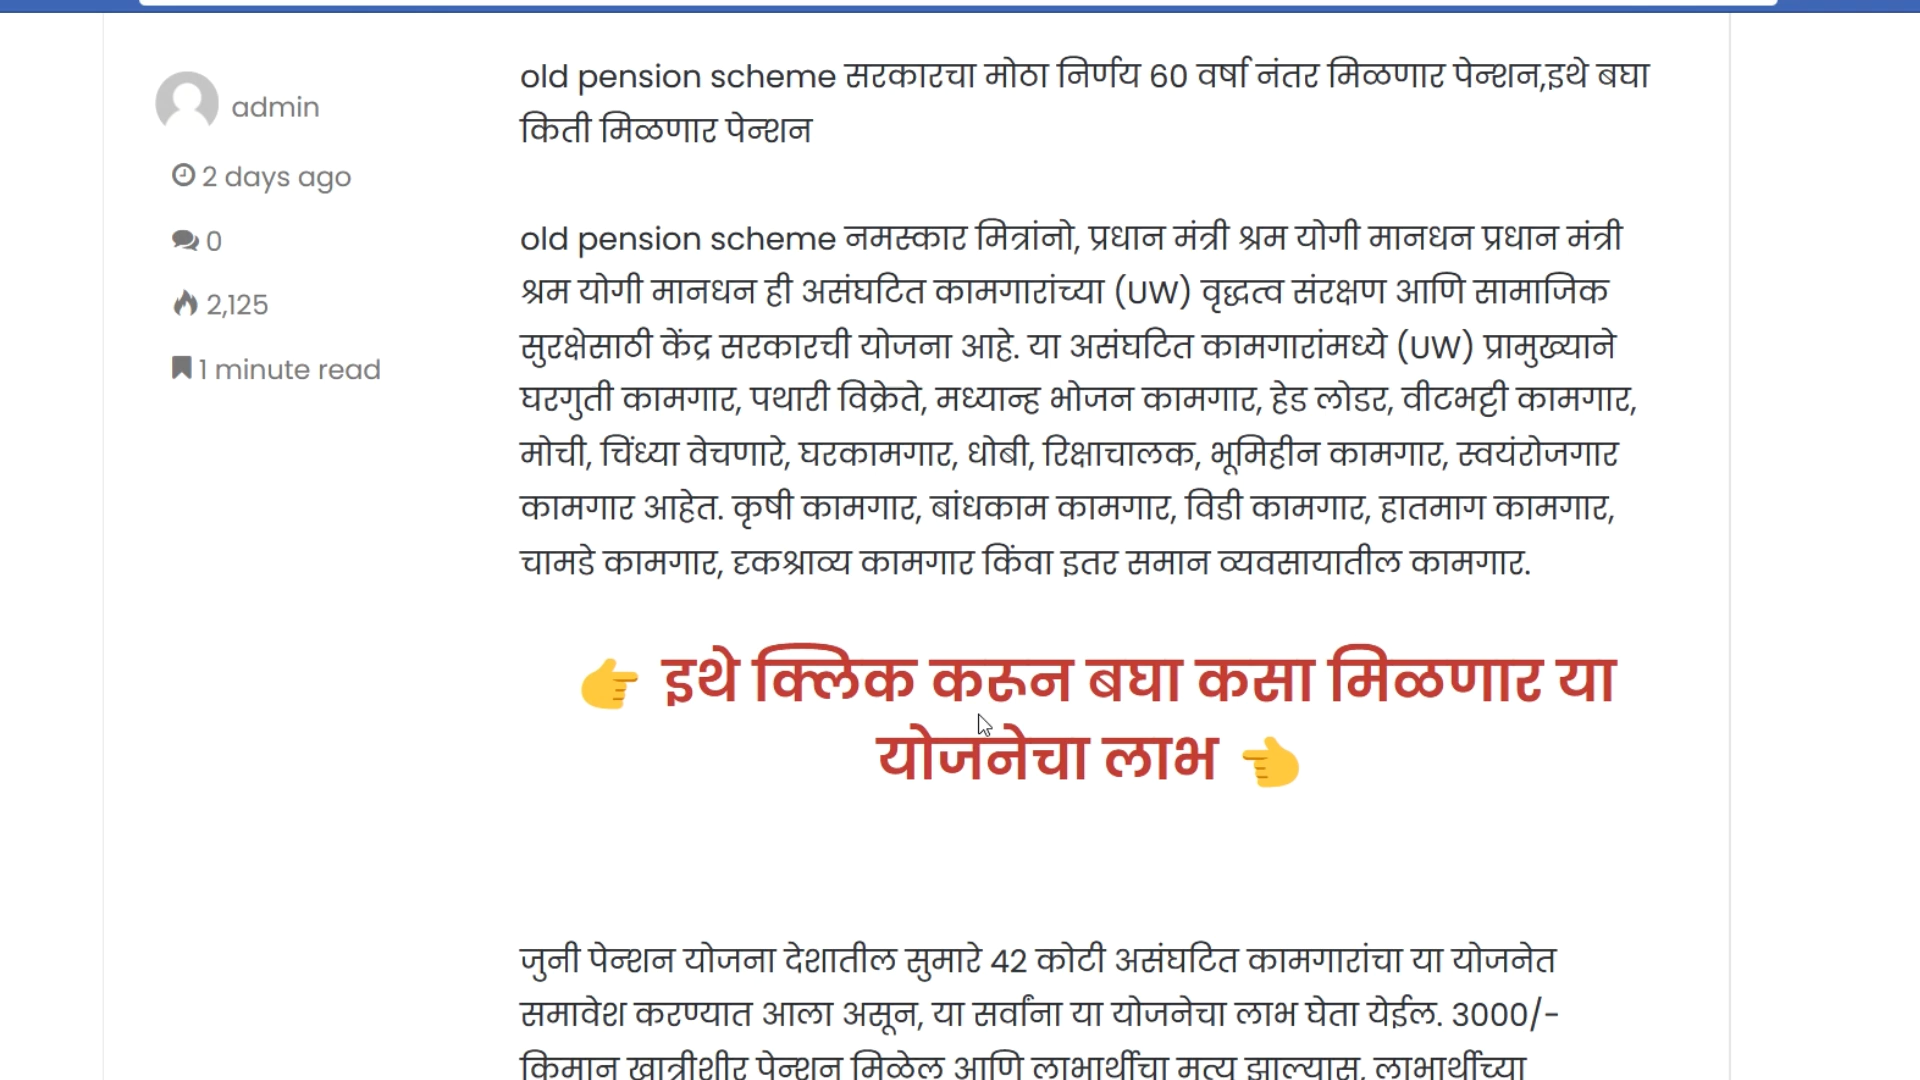 admin
2 days ago
0
2,125
1 minute read
old pension scheme सरकारचा मोठा निर्णय 60 वर्षा नंतर मिळणार पेन्शन,इथे बघा
किती मिळणार पेन्शन
old pension scheme नमस्कार मित्रांनो, प्रधान मंत्री श्रम योगी मानधन प्रधान मंत्री
श्रम योगी मानधन ही असंघटित कामगारांच्या (UW) वृद्धत्व संरक्षण आणि सामाजिक
सुरक्षेसाठी केंद्र सरकारची योजना आहे. या असंघटित कामगारांमध्ये (UW) प्रामुख्याने
घरगुती कामगार, पथारी विक्रेते, मध्यान्ह भोजन कामगार, हेड लोडर, वीटभट्टी कामगार,
मोची, चिंध्या वेचणारे, घरकामगार, धोबी, रिक्षाचालक, भूमिहीन कामगार, स्वयंरोजगार
कामगार आहेत. कृषी कामगार, बांधकाम कामगार, विडी कामगार, हातमाग कामगार,
चामडे कामगार, दृकश्राव्य कामगार किंवा इतर समान व्यवसायातील कामगार.
👉 इथे क्लिक करून बघा कसा मिळणार या
योजनेचा लाभ 👈
जुनी पेन्शन योजना देशातील सुमारे 42 कोटी असंघटित कामगारांचा या योजनेत
समावेश करण्यात आला असून, या सर्वांना या योजनेचा लाभ घेता येईल. 3000/-
किमान खात्रीशीर पेन्शन मिळेल आणि लाभार्थीचा मृत्यू झाल्यास, लाभार्थीच्या